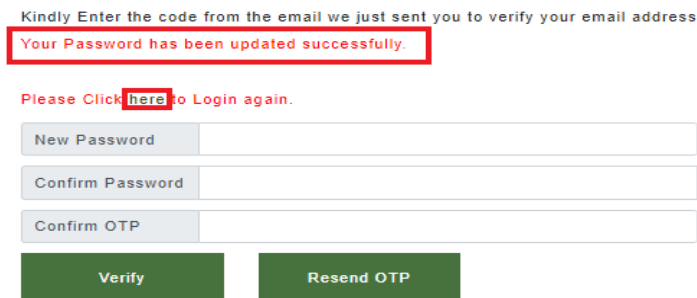 Kindly Enter the code from the email we just sent you to verify your email address
Your Password has been updated successfully.
Please Click here to Login again.
New Password
Confirm Password
Confirm OTP
Verify Resend OTP